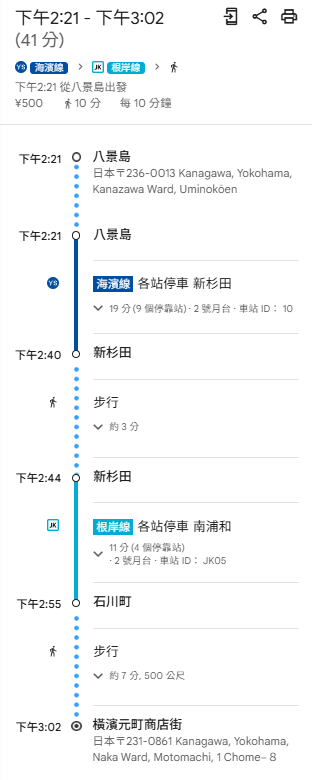 下午2:21 - 下午3:02
(41 分)
YS 海濱線 > JK 根岸線 >
下午2:21 從八景島出發
¥500 10 分 每 10 分鐘
下午2:21 八景島
日本〒236-0013 Kanagawa, Yokohama,
Kanazawa Ward, Uminokōen
下午2:21 八景島
YS 海濱線 各站停車 新杉田
19 分 (9 個停靠站) · 2 號月台 · 車站 ID： 10
下午2:40 新杉田
步行
約 3 分
下午2:44 新杉田
JK 根岸線 各站停車 南浦和
11 分 (4 個停靠站)
· 2 號月台 · 車站 ID： JK05
下午2:55 石川町
步行
約 7 分, 500 公尺
下午3:02 橫濱元町商店街
日本〒231-0861 Kanagawa, Yokohama,
Naka Ward, Motomachi, 1 Chome−８